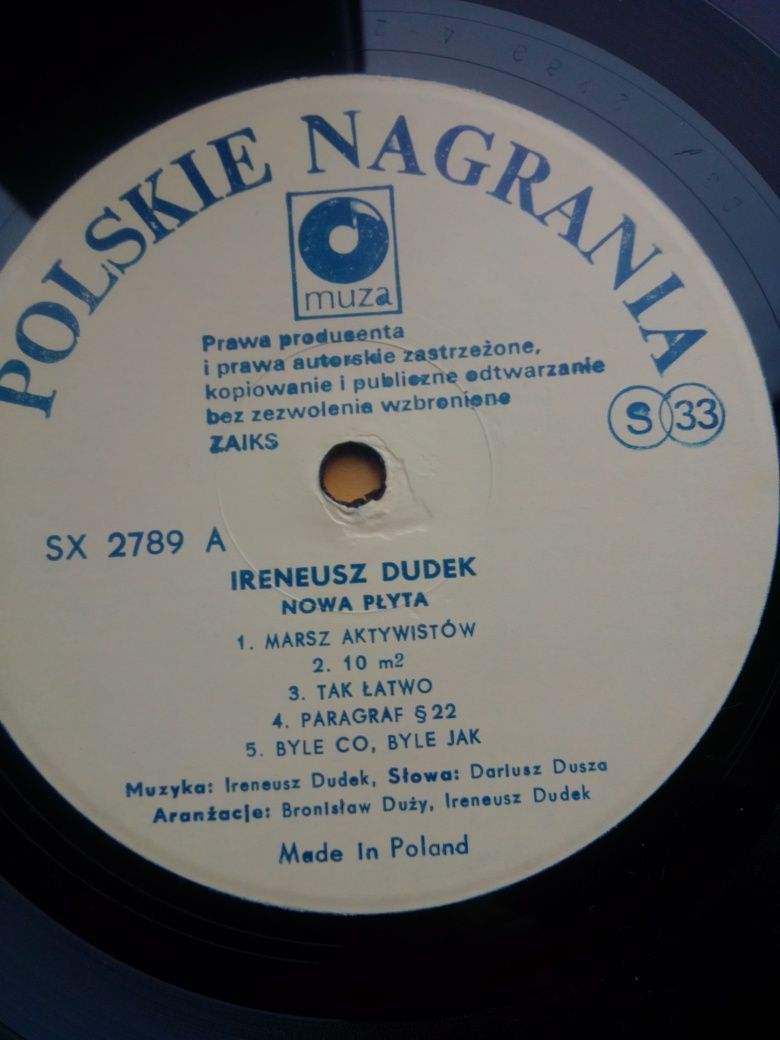 POLSKIE NAGRANIA
muza
Prawa producenta
i prawa autorskie zastrzeżone,
kopiowanie i publiczne odtwarzanie
bez zezwolenia wzbronione
ZAIKS
S 33
SX 2789 A
IRENEUSZ DUDEK
NOWA PŁYTA
1. MARSZ AKTYWISTÓW
2. 10 m2
3. TAK ŁATWO
4. PARAGRAF § 22
5. BYLE CO, BYLE JAK
Muzyka: Ireneusz Dudek, Słowa: Dariusz Dusza
Aranżacje: Bronisław Duży, Ireneusz Dudek
Made in Poland